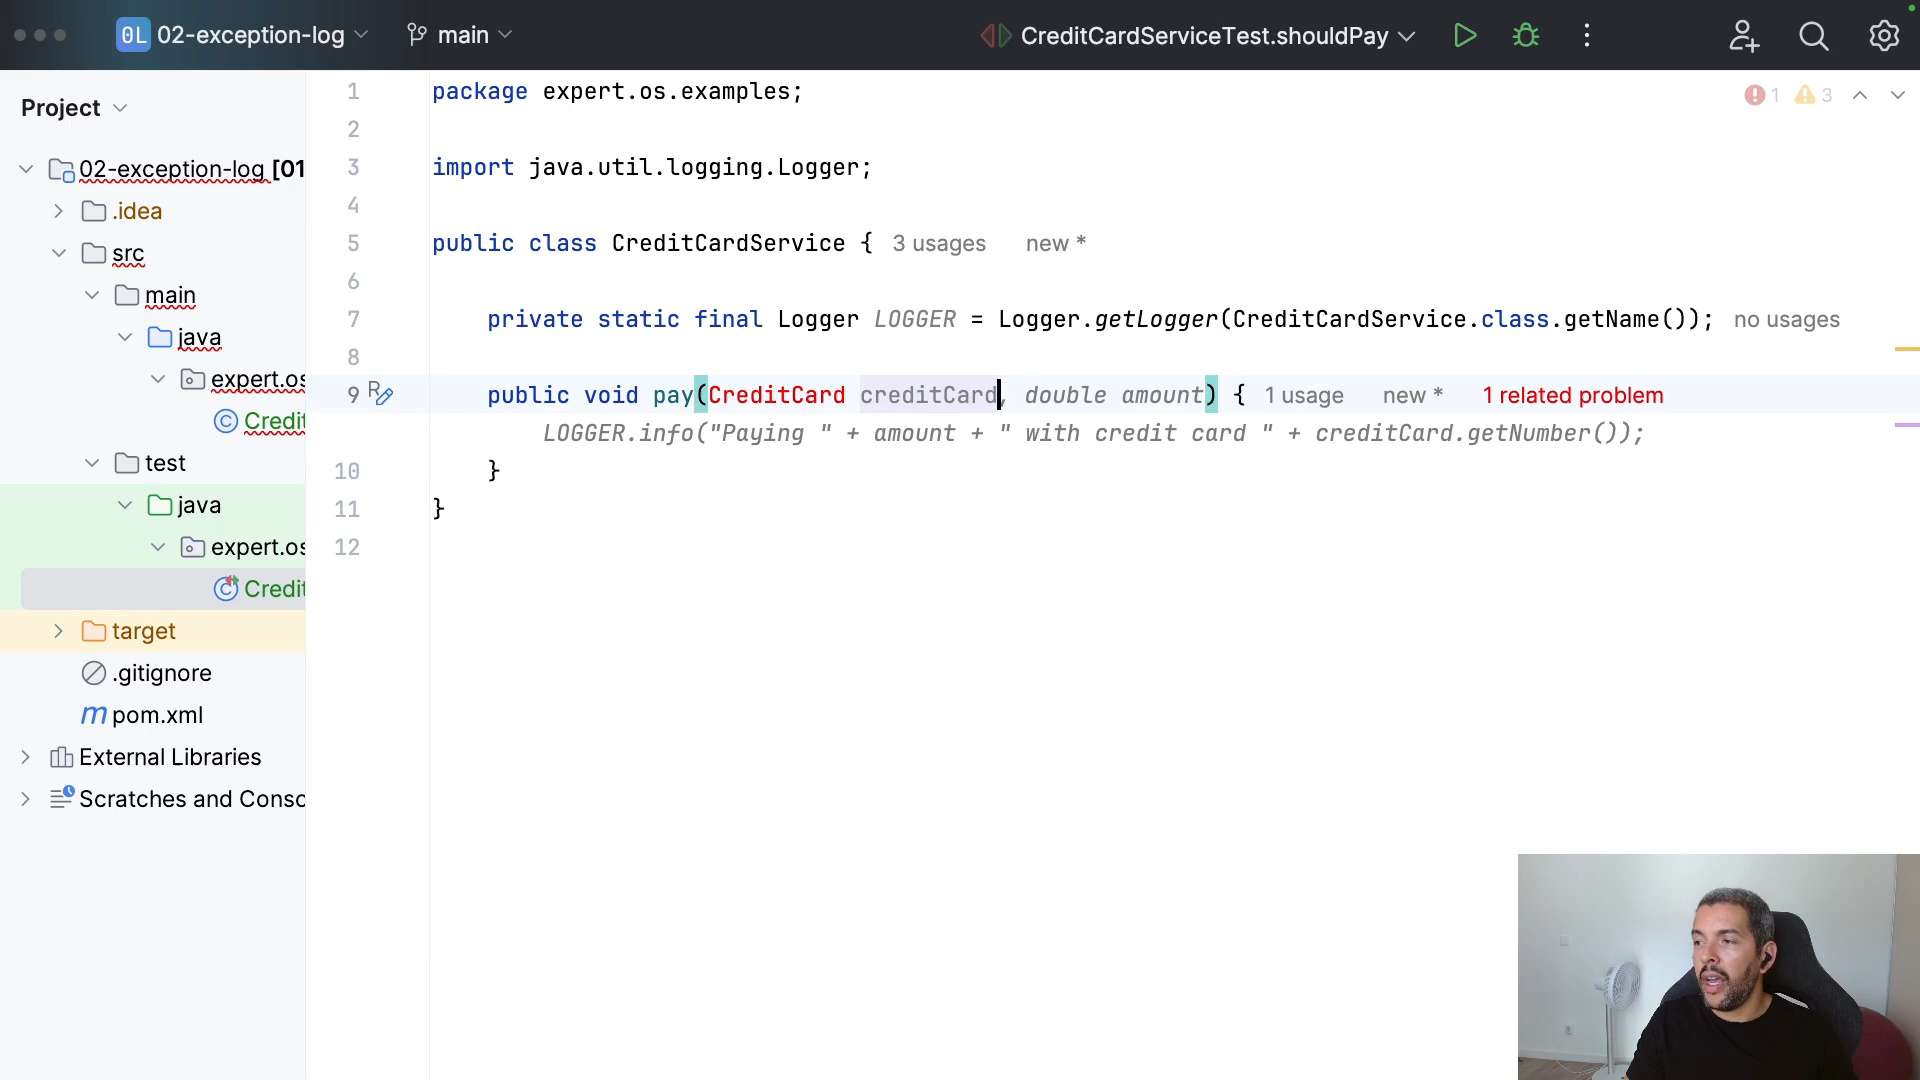 0L 02-exception-log main CreditCardServiceTest.shouldPay
Project
02-exception-log [01
.idea
src
main
java
expert.os
Credit
test
java
expert.os
Credit
target
.gitignore
m pom.xml
External Libraries
Scratches and Conso
1 3
1 package expert.os.examples;
2
3 import java.util.logging.Logger;
4
5 public class CreditCardService { 3 usages new *
6
7 private static final Logger LOGGER = Logger.getLogger(CreditCardService.class.getName()); no usages
8
9 public void pay(CreditCard creditCard, double amount) { 1 usage new * 1 related problem
LOGGER.info("Paying " + amount + " with credit card " + creditCard.getNumber());
10 }
11 }
12